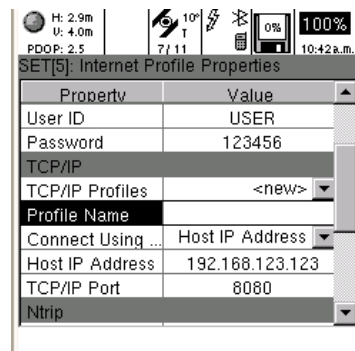 H: 2.9m
V: 4.0m
PDOP: 2.5
10°
T
7/11
0%
100%
10:42a.m.
SET[5]: Internet Profile Properties
Property Value
User ID USER
Password 123456
TCP/IP
TCP/IP Profiles <new>
Profile Name
Connect Using ... Host IP Address
Host IP Address 192.168.123.123
TCP/IP Port 8080
Ntrip